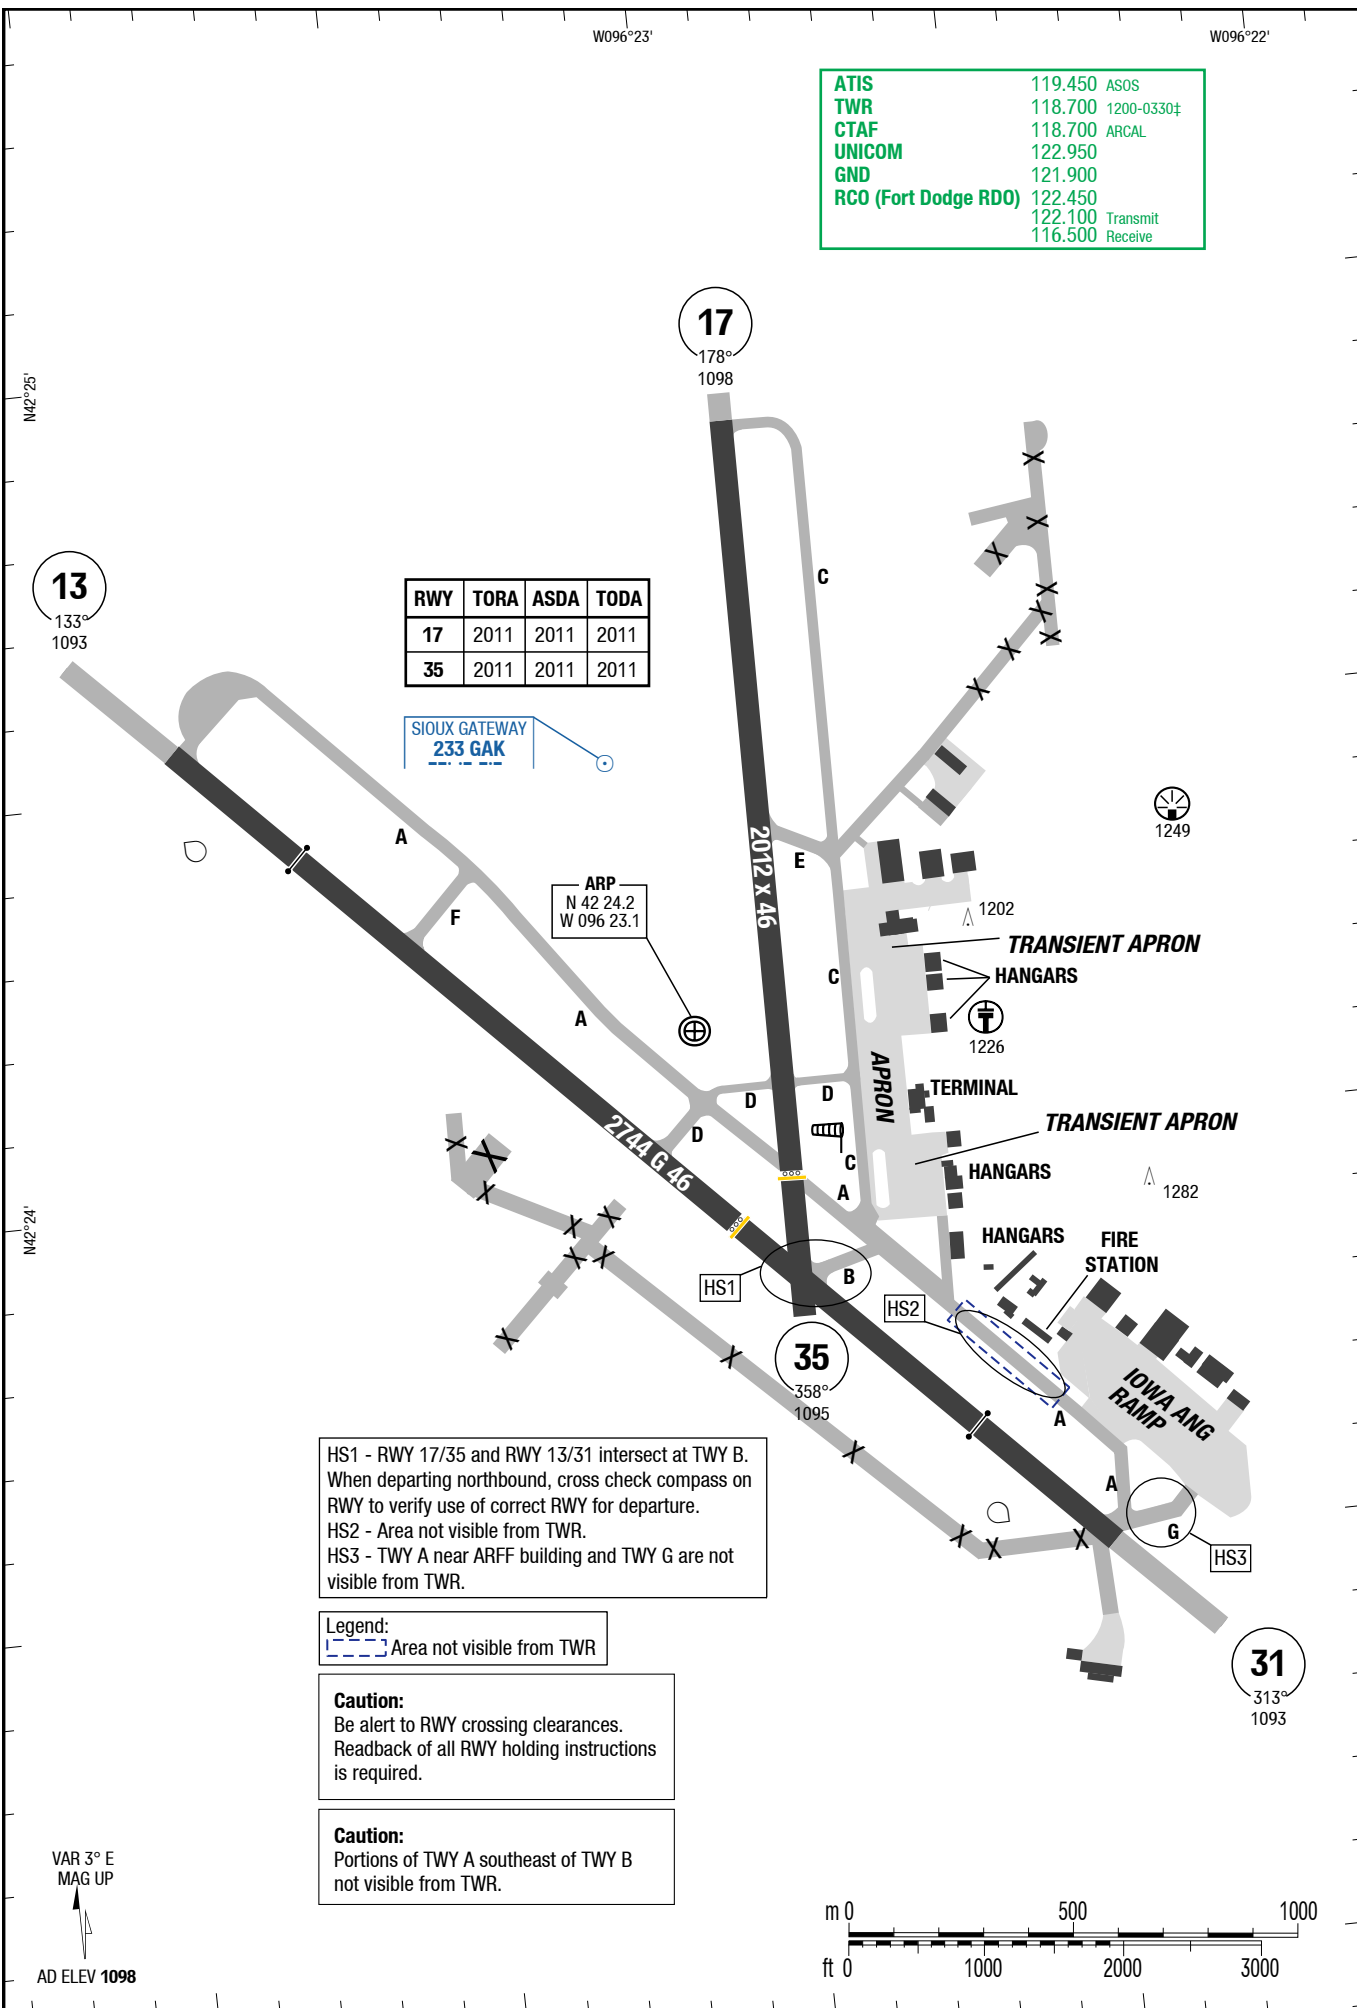 W096°23'
W096°22'
ATIS 119.450 ASOS
TWR 118.700 1200-0330‡
CTAF 118.700 ARCAL
UNICOM 122.950
GND 121.900
RCO (Fort Dodge RDO) 122.450
122.100 Transmit
116.500 Receive
17
178°
1098
N42°25'
13
133°
1093
C
RWY TORA ASDA TODA
17 2011 2011 2011
35 2011 2011 2011
SIOUX GATEWAY
233 GAK
1249
A
2012 x 46
E
F
ARP
N 42 24.2
W 096 23.1
1202
TRANSIENT APRON
HANGARS
C
A
1226
APRON
TERMINAL
D
D
D
TRANSIENT APRON
2744 G 46
C
HANGARS
A
1282
N42°24'
HANGARS
FIRE
STATION
HS1
B
HS2
35
358°
1095
IOWA ANG
RAMP
A
A
G
HS3
HS1 - RWY 17/35 and RWY 13/31 intersect at TWY B.
When departing northbound, cross check compass on
RWY to verify use of correct RWY for departure.
HS2 - Area not visible from TWR.
HS3 - TWY A near ARFF building and TWY G are not
visible from TWR.
Legend:
Area not visible from TWR
31
313°
1093
Caution:
Be alert to RWY crossing clearances.
Readback of all RWY holding instructions
is required.
Caution:
Portions of TWY A southeast of TWY B
not visible from TWR.
VAR 3° E
MAG UP
AD ELEV 1098
m 0 500 1000
ft 0 1000 2000 3000